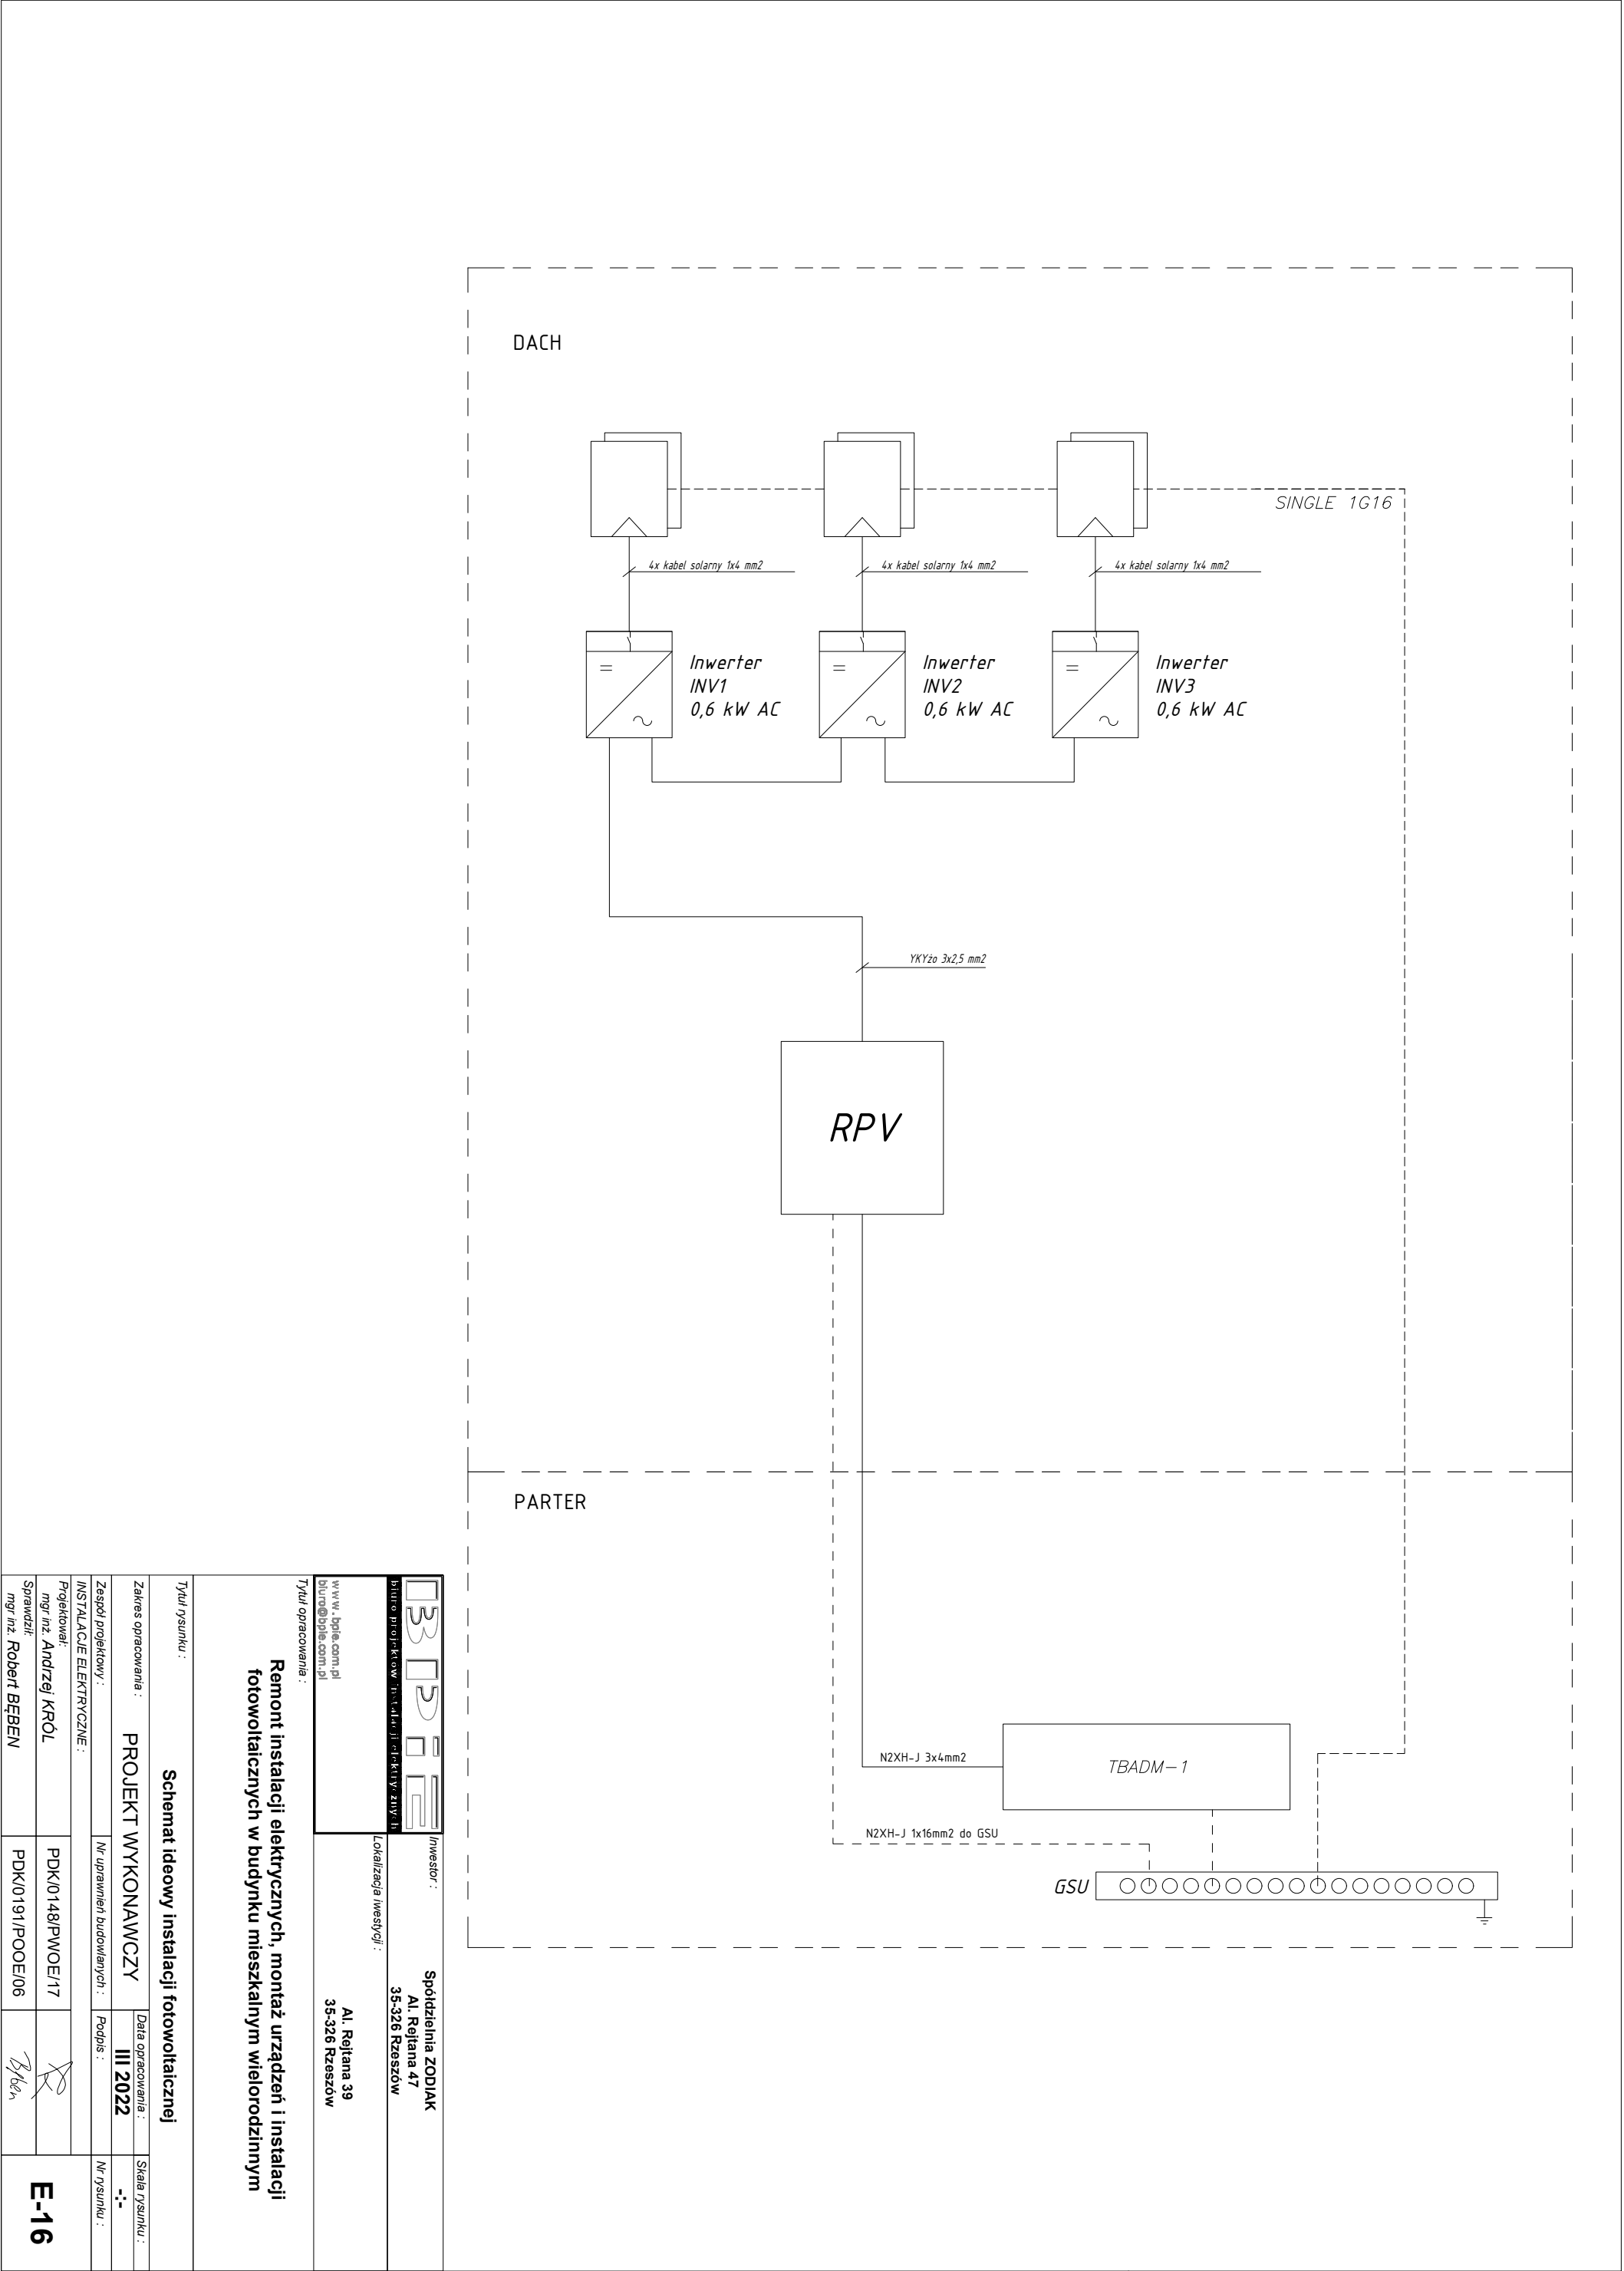 DACH
SINGLE 1G16
4x kabel solarny 1x4 mm2
4x kabel solarny 1x4 mm2
4x kabel solarny 1x4 mm2
Inwerter
INV1
0,6 kW AC
Inwerter
INV2
0,6 kW AC
Inwerter
INV3
0,6 kW AC
YKYżo 3x2,5 mm2
RPV
PARTER
N2XH-J 3x4mm2
TBADM-1
N2XH-J 1x16mm2 do GSU
GSU
BPIE
biuro projektów instalacji elektrycznych
www.bpie.com.pl
biuro@bpie.com.pl
Inwestor :
Spółdzielnia ZODIAK
Al. Rejtana 47
35-326 Rzeszów
Lokalizacja iwestycji :
Al. Rejtana 39
35-326 Rzeszów
Tytuł opracowania :
Remont instalacji elektrycznych, montaż urządzeń i instalacji
fotowoltaicznych w budynku mieszkalnym wielorodzinnym
Tytuł rysunku :
Schemat ideowy instalacji fotowoltaicznej
Zakres opracowania :
PROJEKT WYKONAWCZY
Data opracowania :
III 2022
Skala rysunku :
-:-
Zespół projektowy :
Nr uprawnień budowlanych :
Podpis :
Nr rysunku :
INSTALACJE ELEKTRYCZNE :
Projektował:
mgr inż. Andrzej KRÓL
PDK/0148/PWOE/17
Sprawdził:
mgr inż. Robert BĘBEN
PDK/0191/POOE/06
E-16